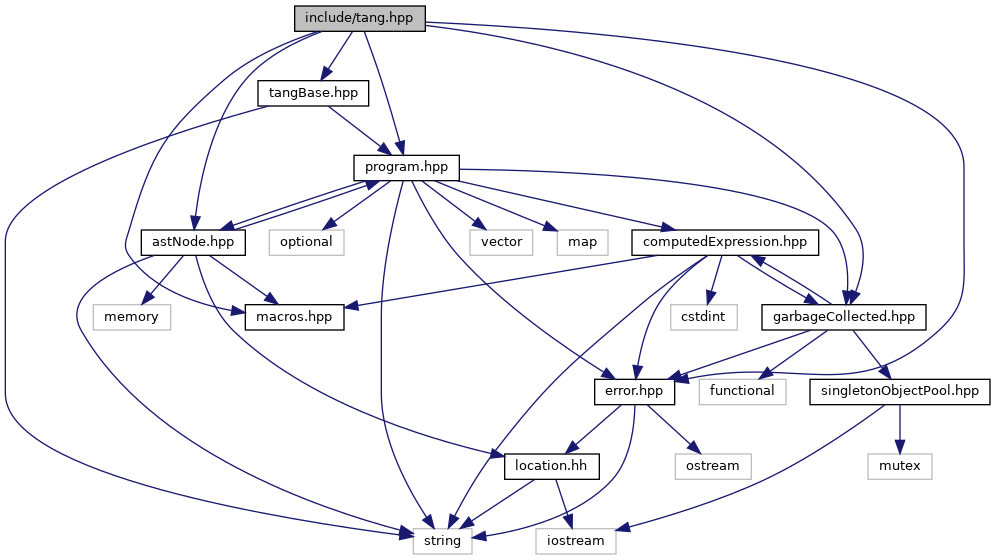 include/tang.hpp
tangBase.hpp
program.hpp
astNode.hpp
optional
vector
map
computedExpression.hpp
memory
macros.hpp
cstdint
garbageCollected.hpp
error.hpp
functional
singletonObjectPool.hpp
location.hh
ostream
mutex
string
iostream